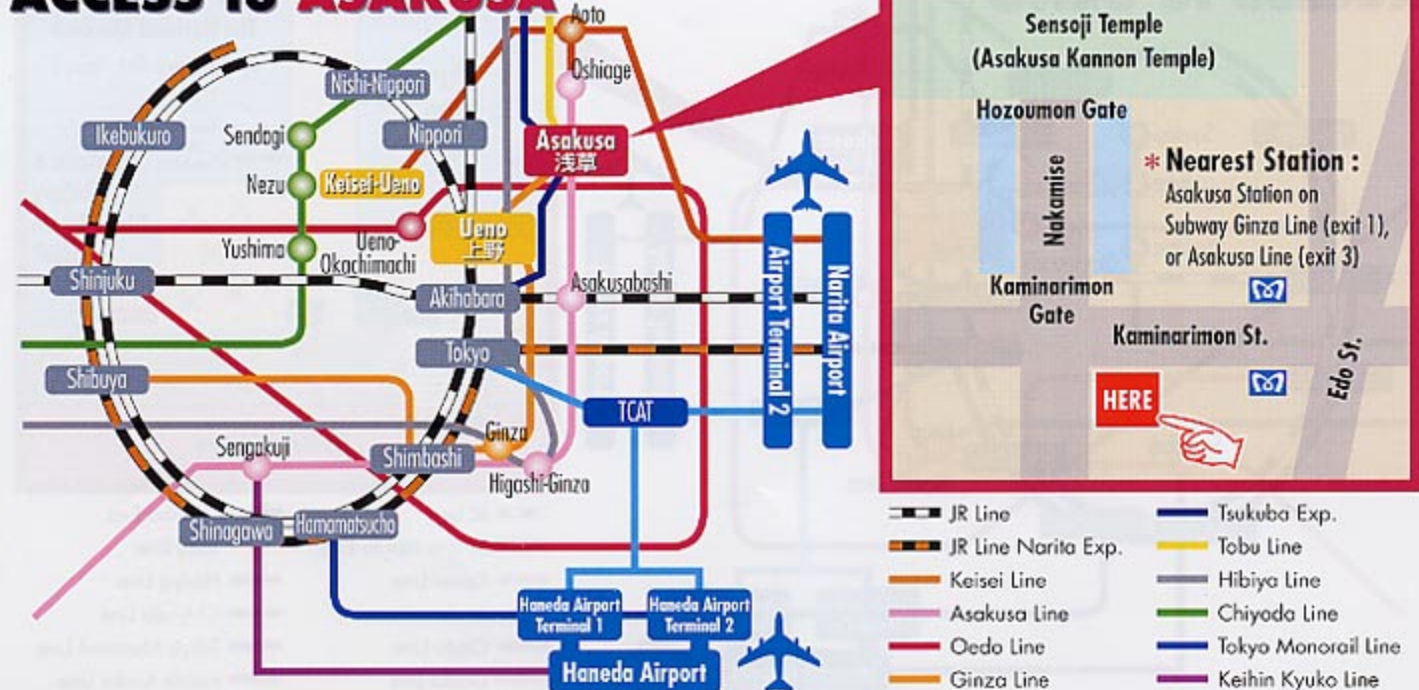 ACCESS TO ASAKUSA
Aoto
Oshiage
Nishi-Nippori
Ikebukuro
Sendagi
Nippori
Asakusa
浅草
Nezu
Keisei-Ueno
Ueno-
Okachimachi
Ueno
上野
Yushima
Shinjuku
Akihabara
Asakusabashi
Tokyo
Shibuya
TCAT
Airport Terminal 2
Narita Airport
Sengakuji
Shimbashi
Ginza
Higashi-Ginza
Shinagawa
Hamamatsucho
Haneda Airport
Terminal 1
Haneda Airport
Terminal 2
Haneda Airport
Sensoji Temple
(Asakusa Kannon Temple)
Hozoumon Gate
Nakamise
* Nearest Station :
Asakusa Station on
Subway Ginza Line (exit 1),
or Asakusa Line (exit 3)
Kaminarimon
Gate
Kaminarimon St.
Edo St.
HERE
JR Line
JR Line Narita Exp.
Keisei Line
Asakusa Line
Oedo Line
Ginza Line
Tsukuba Exp.
Tobu Line
Hibiya Line
Chiyoda Line
Tokyo Monorail Line
Keihin Kyuko Line